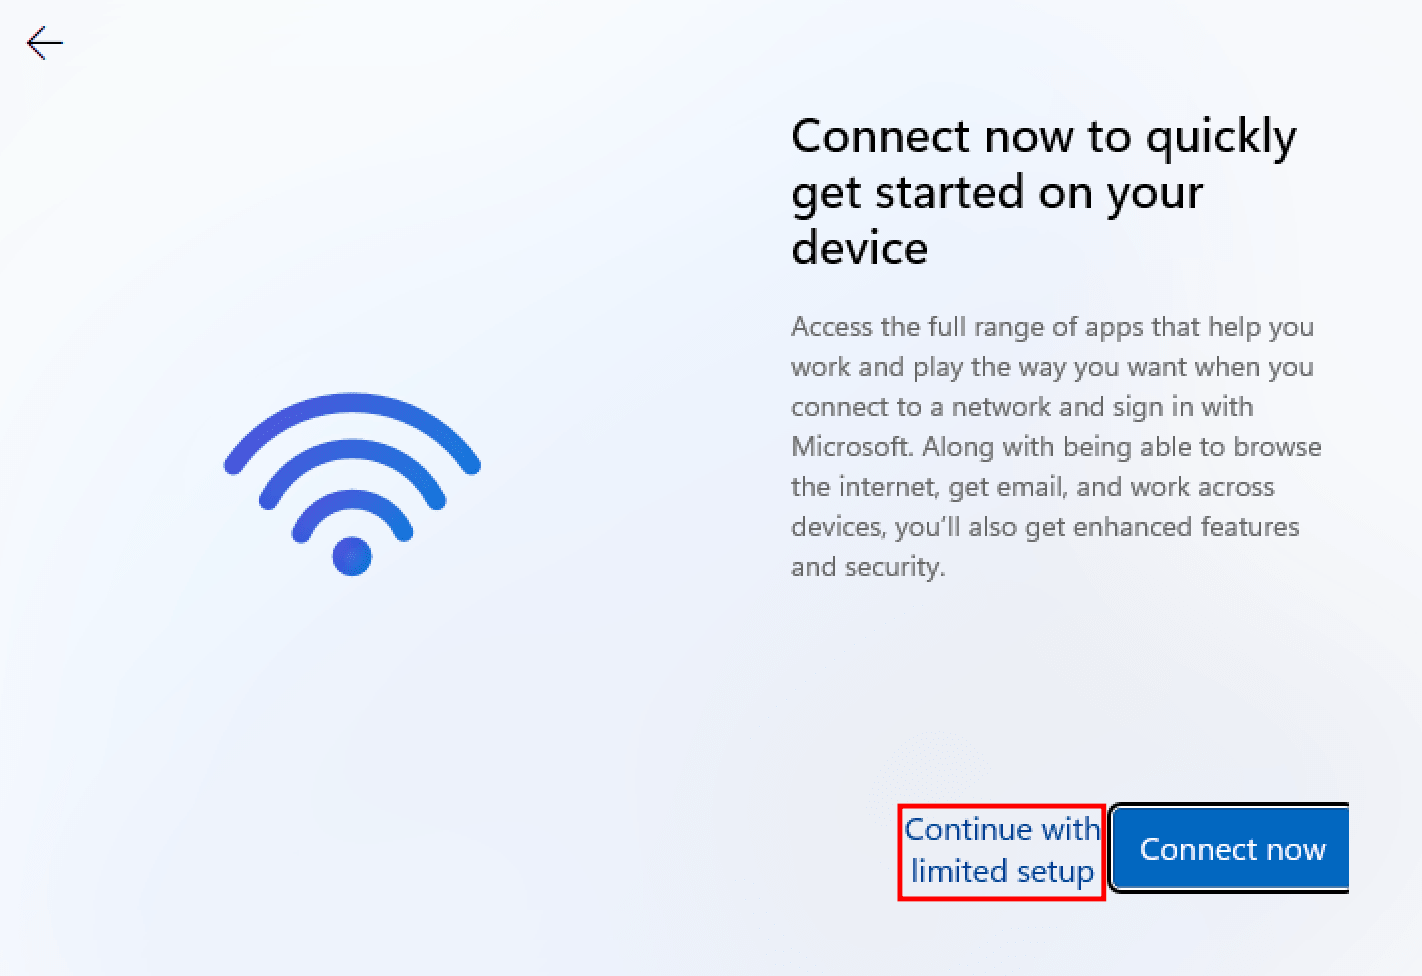 Connect now to quickly
get started on your
device
Access the full range of apps that help you
work and play the way you want when you
connect to a network and sign in with
Microsoft. Along with being able to browse
the internet, get email, and work across
devices, you’ll also get enhanced features
and security.
Continue with
limited setup
Connect now